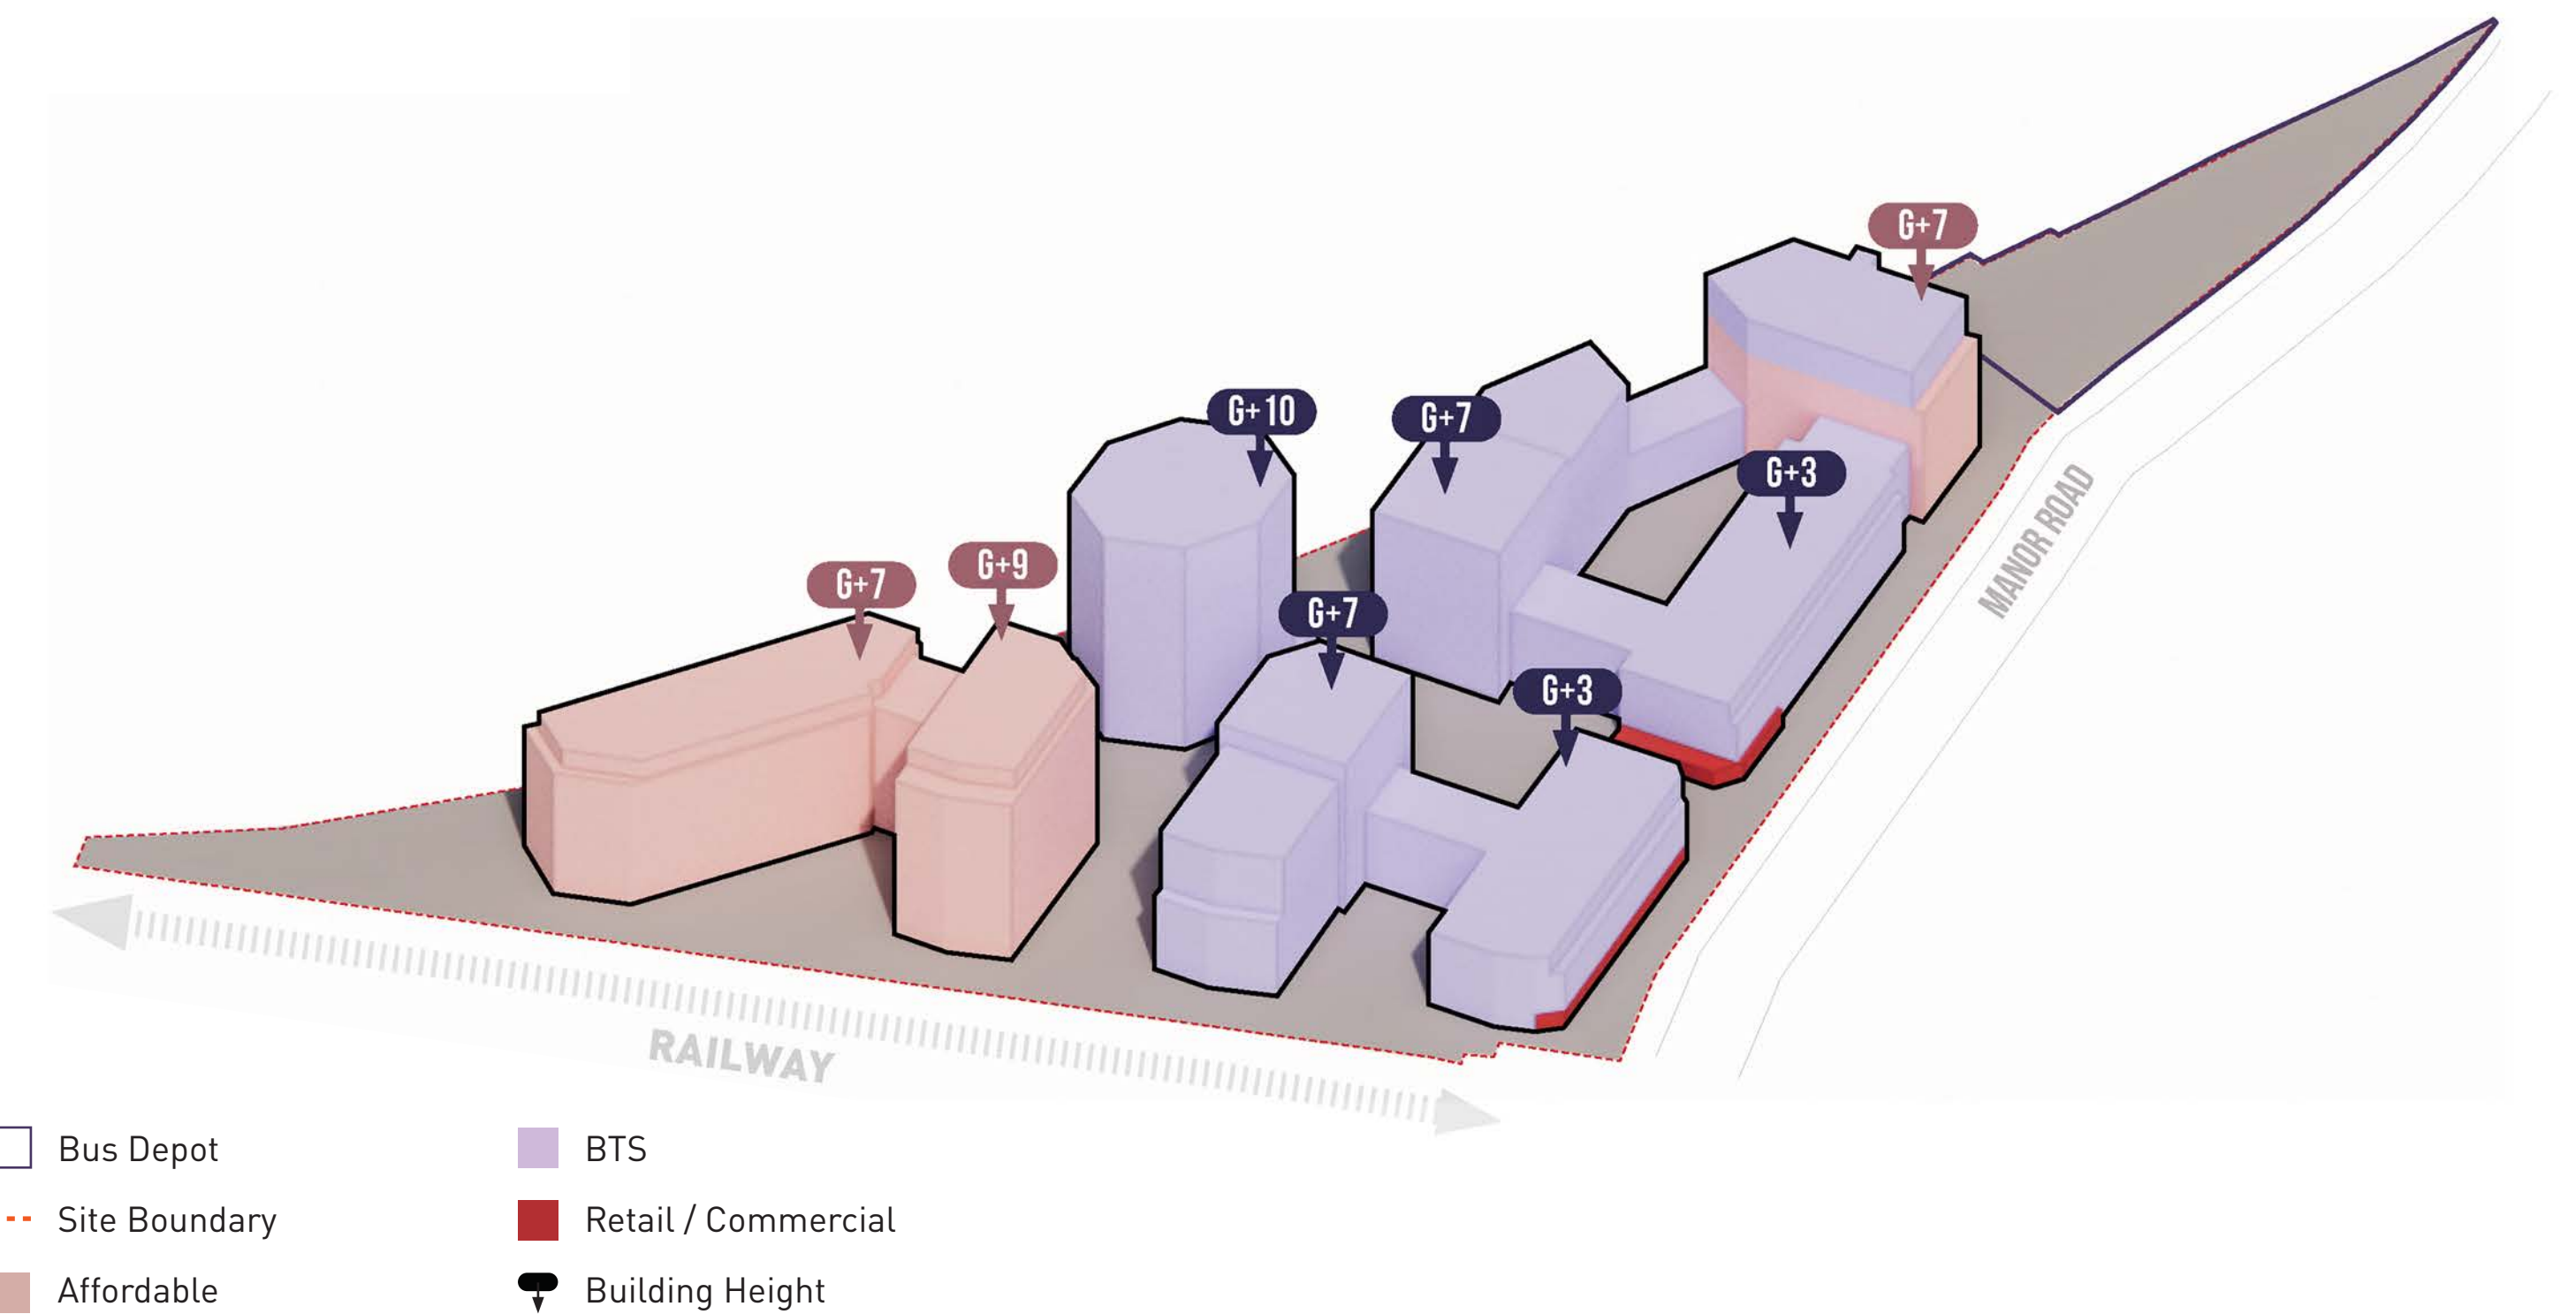 G+7
G+10
G+7
G+3
G+9
G+7
G+7
G+3
MANOR ROAD
RAILWAY
Bus Depot
BTS
Site Boundary
Retail / Commercial
Affordable
Building Height